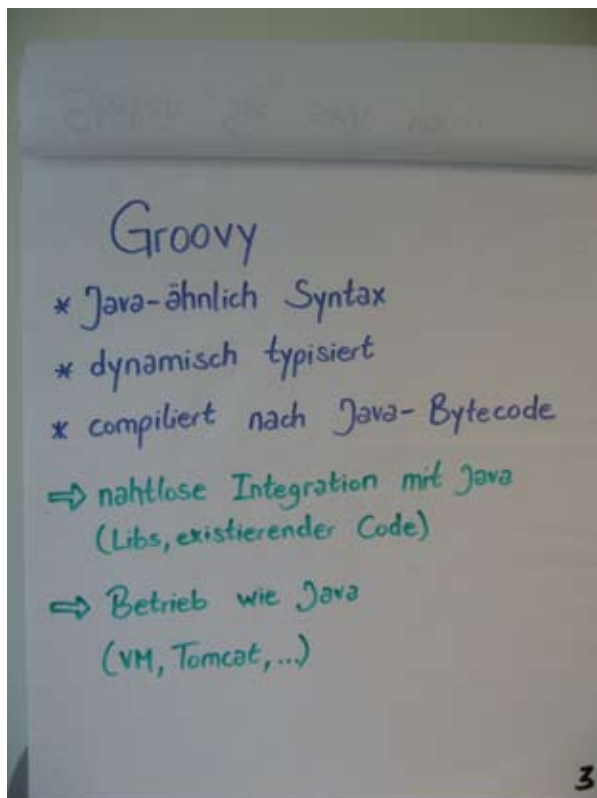 Groovy
* Java-ähnlich Syntax
* dynamisch typisiert
* compiliert nach Java-Bytecode
⇒ nahtlose Integration mit Java
(Libs, existierender Code)
⇒ Betrieb wie Java
(VM, Tomcat,...)
3